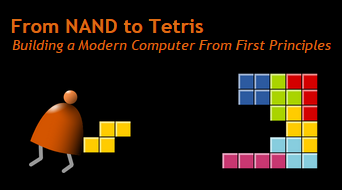 From NAND to Tetris
Building a Modern Computer From First Principles